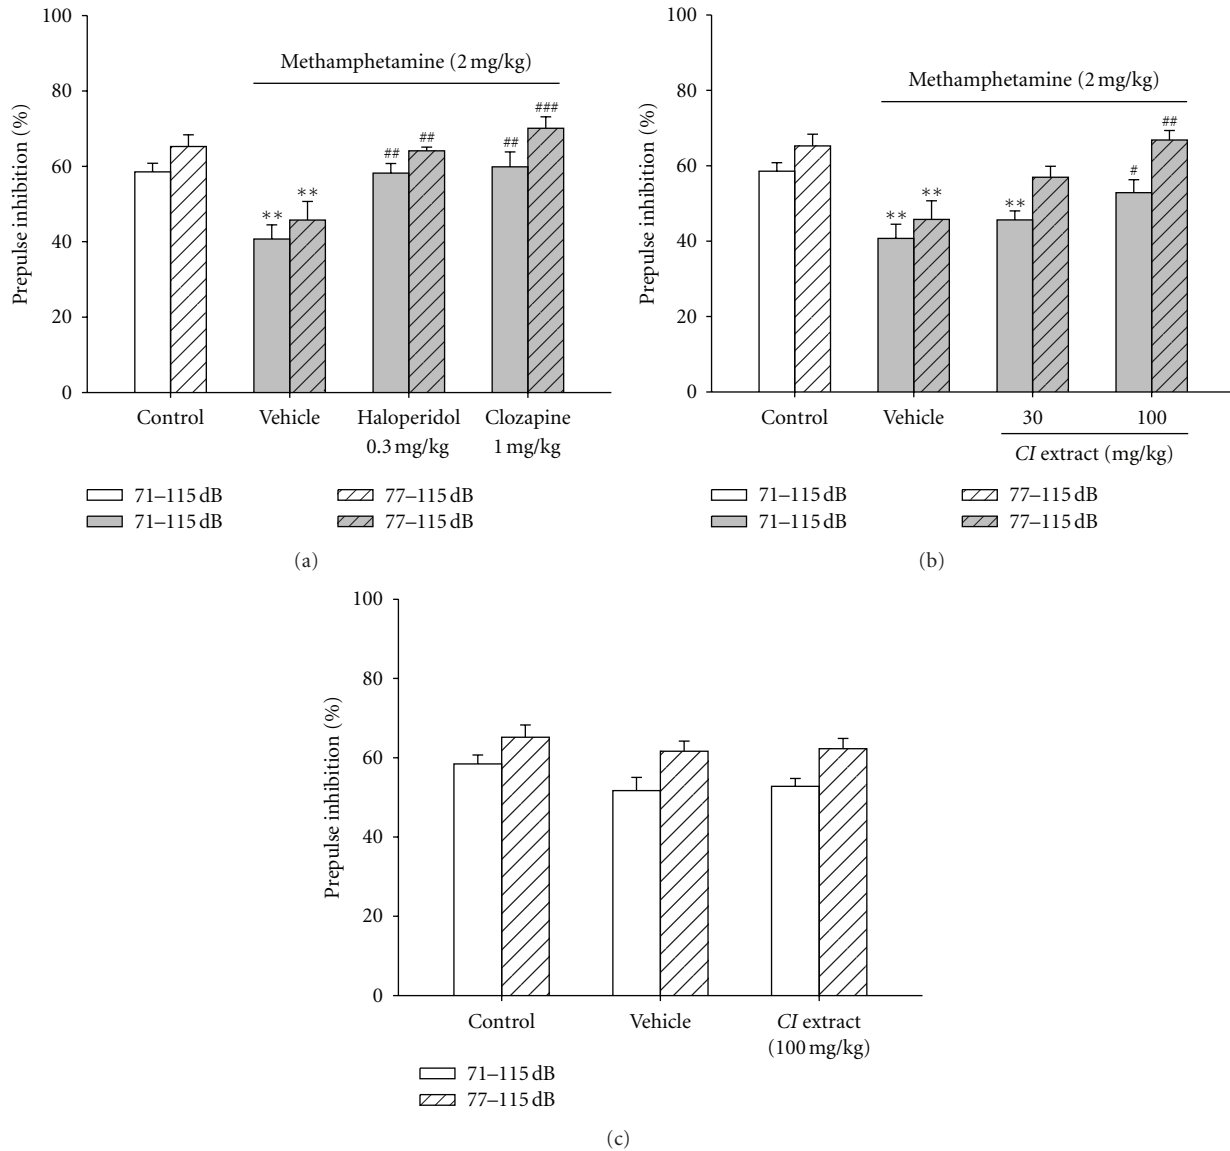 100
80
60
40
20
0
Prepulse inhibition (%)
Methamphetamine (2 mg/kg)
** ** ## ## ## ###
Control Vehicle Haloperidol Clozapine
0.3 mg/kg 1 mg/kg
71–115 dB 77–115 dB
71–115 dB 77–115 dB
(a)
100
80
60
40
20
0
Prepulse inhibition (%)
Methamphetamine (2 mg/kg)
** ** ** # ##
Control Vehicle 30 100
CI extract (mg/kg)
71–115 dB 77–115 dB
71–115 dB 77–115 dB
(b)
100
80
60
40
20
0
Prepulse inhibition (%)
Control Vehicle CI extract
(100 mg/kg)
71–115 dB
77–115 dB
(c)